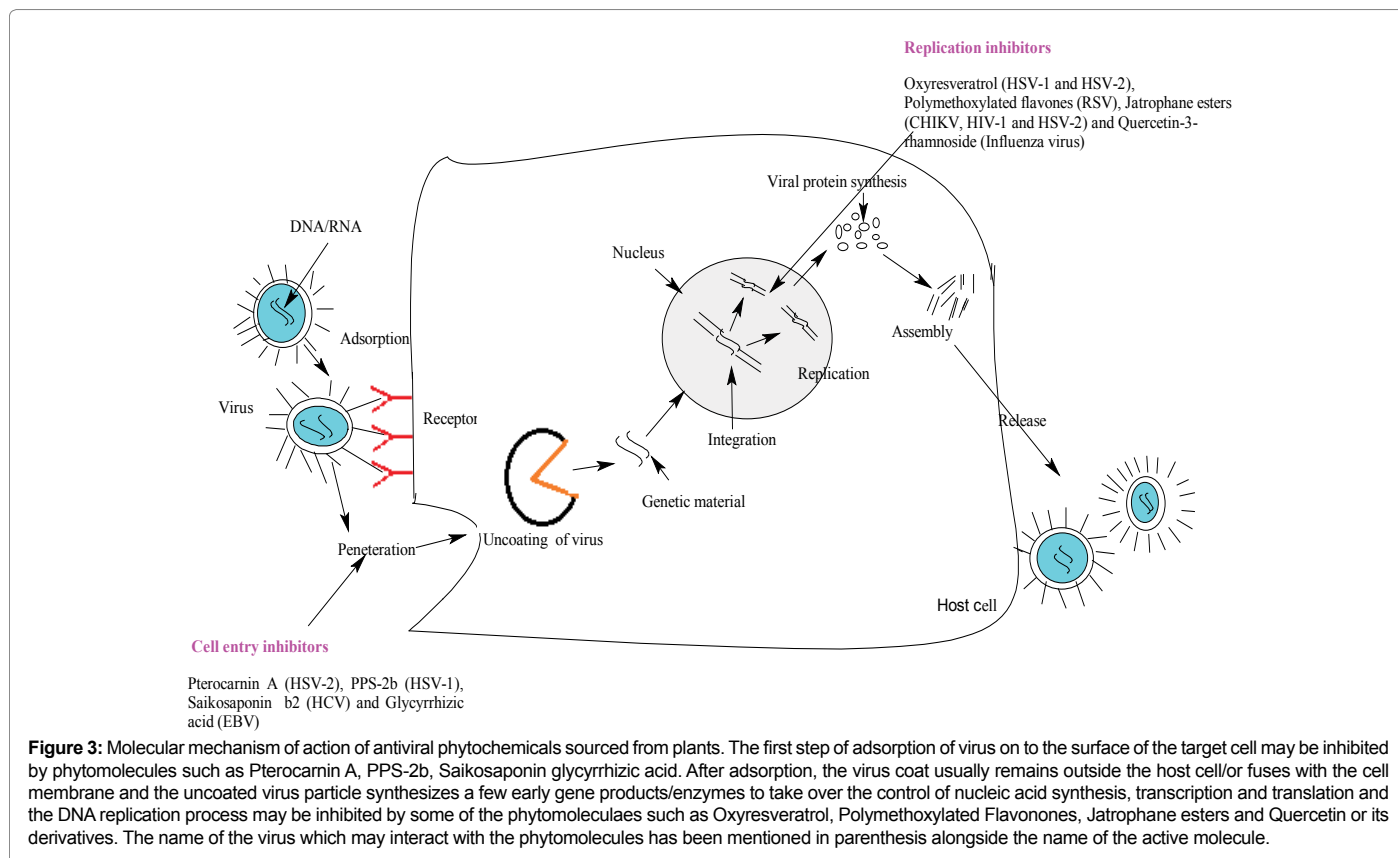 Replication inhibitors
Oxyresveratrol (HSV-1 and HSV-2),
Polymethoxylated flavones (RSV), Jatrophane esters
(CHIKV, HIV-1 and HSV-2) and Quercetin-3-
rhamnoside (Influenza virus)
Viral protein synthesis
DNA/RNA
Nucleus
Adsorption
Assembly
Replication
Virus
Receptor
Release
Integration
Genetic material
Uncoating of virus
Peneteration
Host cell
Cell entry inhibitors
Pterocarnin A (HSV-2), PPS-2b (HSV-1),
Saikosaponin b2 (HCV) and Glycyrrhizic
acid (EBV)
Figure 3: Molecular mechanism of action of antiviral phytochemicals sourced from plants. The first step of adsorption of virus on to the surface of the target cell may be inhibited
by phytomolecules such as Pterocarnin A, PPS-2b, Saikosaponin glycyrrhizic acid. After adsorption, the virus coat usually remains outside the host cell/or fuses with the cell
membrane and the uncoated virus particle synthesizes a few early gene products/enzymes to take over the control of nucleic acid synthesis, transcription and translation and
the DNA replication process may be inhibited by some of the phytomoleculaes such as Oxyresveratrol, Polymethoxylated Flavonones, Jatrophane esters and Quercetin or its
derivatives. The name of the virus which may interact with the phytomolecules has been mentioned in parenthesis alongside the name of the active molecule.